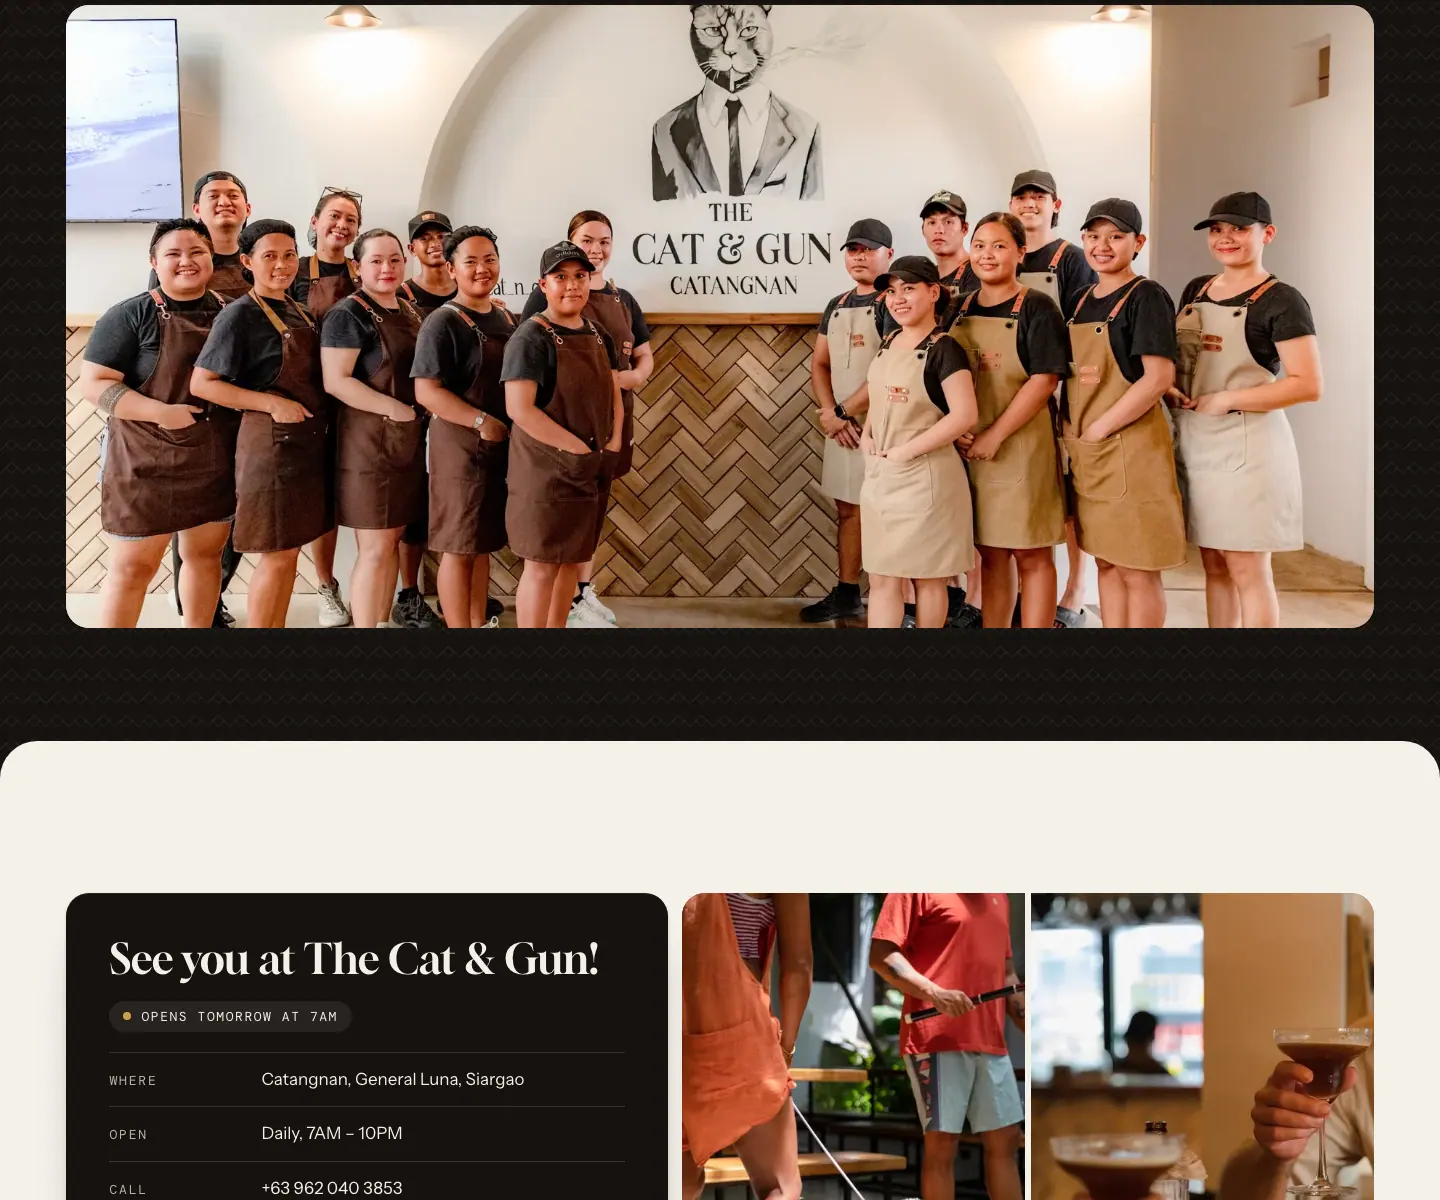 THE
CAT & GUN
CATANGNAN
See you at The Cat & Gun!
OPENS TOMORROW AT 7AM
WHERE
Catangnan, General Luna, Siargao
OPEN
Daily, 7AM – 10PM
CALL
+63 962 040 3853